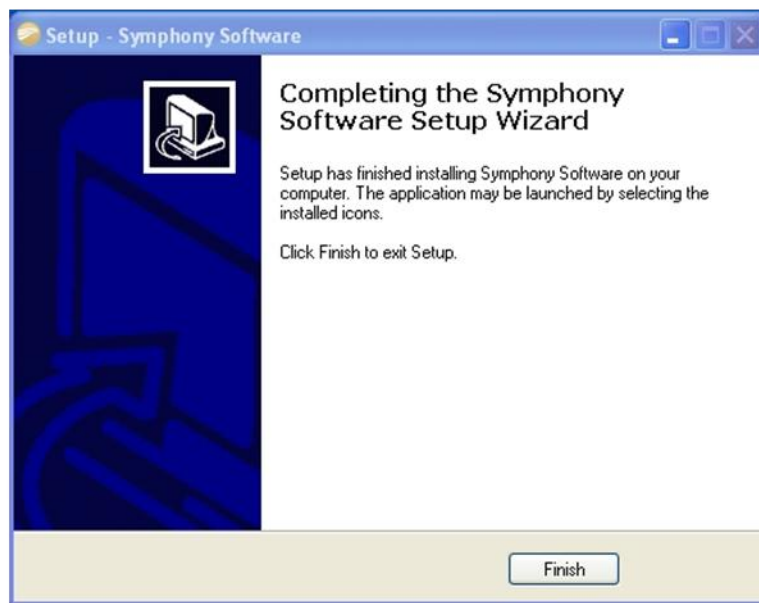 Setup - Symphony Software
Completing the Symphony
Software Setup Wizard
Setup has finished installing Symphony Software on your
computer. The application may be launched by selecting the
installed icons.
Click Finish to exit Setup.
Finish